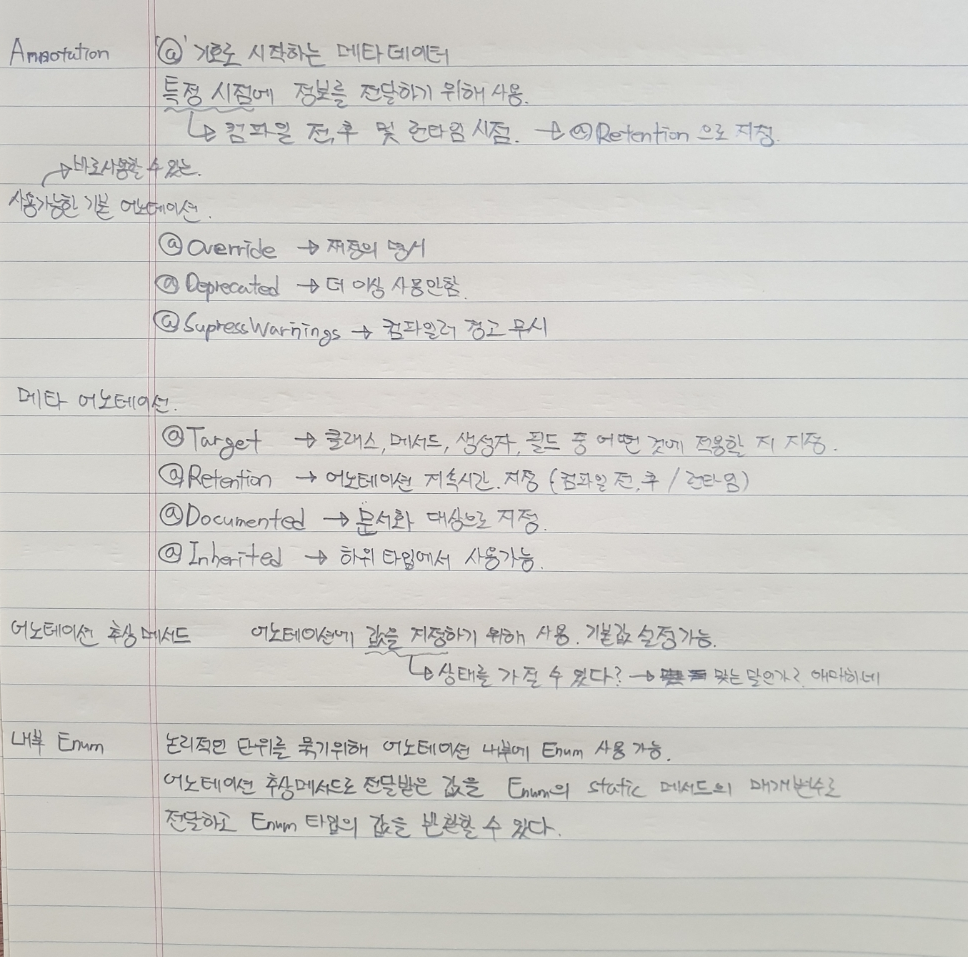 Annotation '@' 기호로 시작하는 메타데이터
특정 시점에 정보를 전달하기 위해 사용.
↳ 컴파일 전,후 및 런타임 시점. → @Retention 으로 지정.
→ 바로사용할 수 있는.
사용가능한 기본 어노테이션.
@Override → 재정의 명시
@Deprecated → 더 이상 사용안함.
@SupressWarnings → 컴파일러 경고 무시
메타 어노테이션.
@Target → 클래스, 메서드, 생성자, 필드 중 어떤 것에 적용할 지 지정.
@Retention → 어노테이션 지속시간.지정 (컴파일 전,후 / 런타임)
@Documented → 문서화 대상으로 지정.
@Inherited → 하위 타입에서 사용가능.
어노테이션 추상메서드 어노테이션에 값을 지정하기 위해 사용. 기본값 설정가능.
↳ 상태를 가질 수 있다? → 맞는 말인가? 애매하네
내부 Enum 논리적인 단위를 묶기위해 어노테이션 내부에 Enum 사용 가능.
어노테이션 추상메서드로 전달받은 값을 Enum의 static 메서드의 매개변수로
전달하고 Enum 타입의 값을 반환할 수 있다.